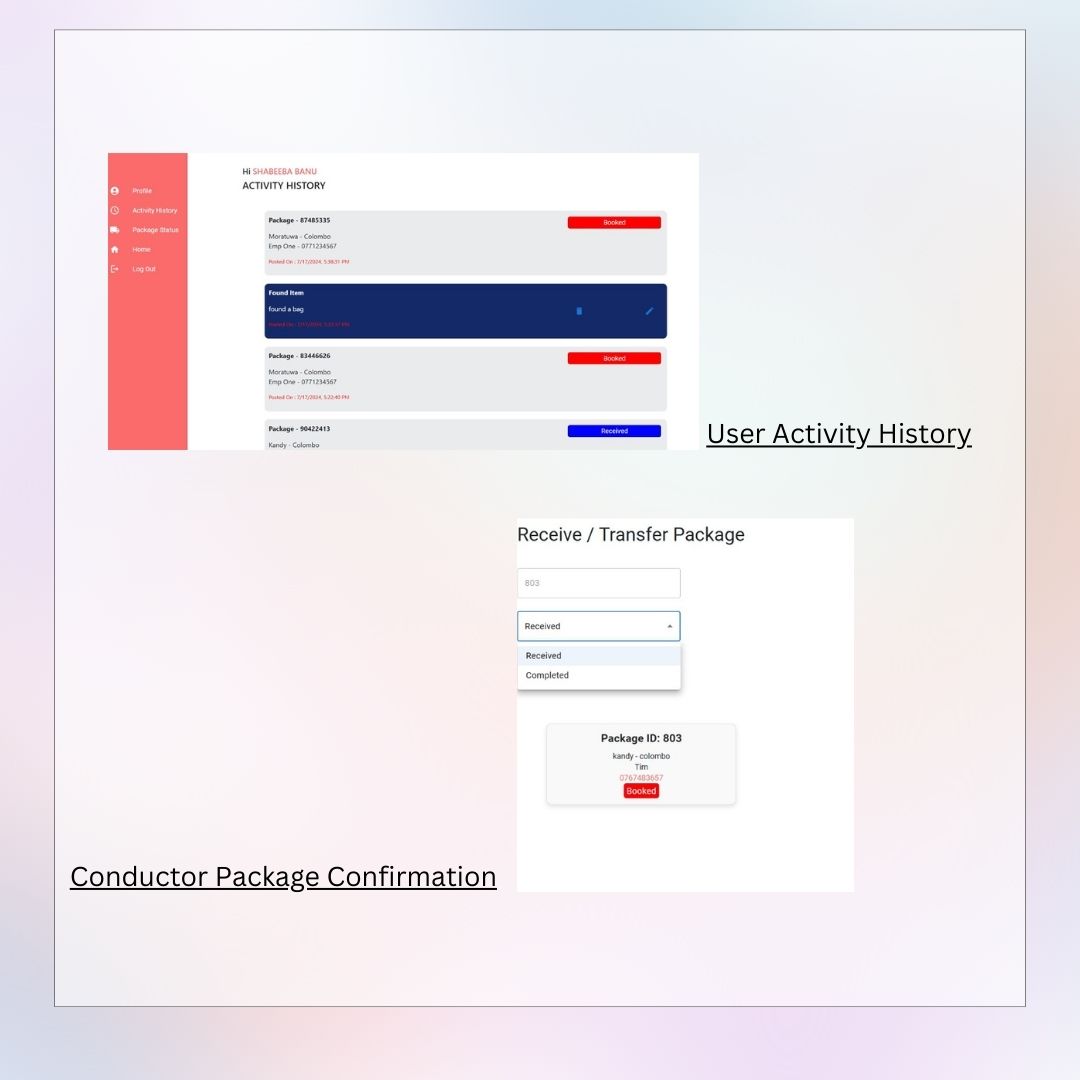 Hi SHABEEBA BANU
ACTIVITY HISTORY
Profile
Activity History
Package Status
Home
Log Out
Package - 87485335
Booked
Moratuwa - Colombo
Emp One - 0771234567
Posted On : 7/17/2024, 5:36:31 PM
Found Item
found a bag
Posted On : 7/17/2024,
Package - 83446626
Booked
Moratuwa - Colombo
Emp One - 0771234567
Posted On : 7/17/2024, 5:22:40 PM
Package - 90422413
Received
Kandy - Colombo
User Activity History
Receive / Transfer Package
803
Received
Received
Completed
Package ID: 803
kandy - colombo
Tim
0767483657
Booked
Conductor Package Confirmation